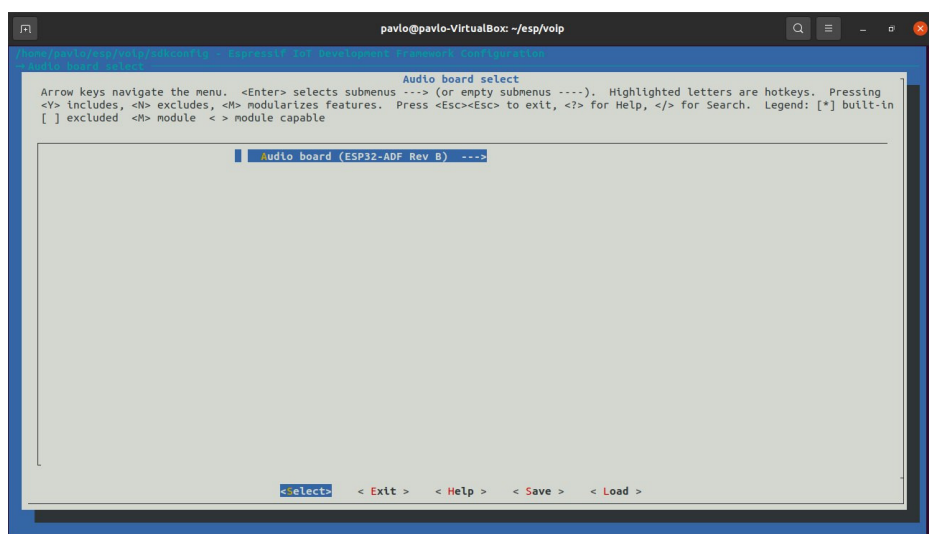 pavlo@pavlo-VirtualBox: ~/esp/voip
/home/pavlo/esp/voip/sdkconfig - Espressif IoT Development Framework Configuration
→ Audio board select
Audio board select
Arrow keys navigate the menu.  <Enter> selects submenus ---> (or empty submenus ----).  Highlighted letters are hotkeys.  Pressing
<Y> includes, <N> excludes, <M> modularizes features.  Press <Esc><Esc> to exit, <?> for Help, </> for Search.  Legend: [*] built-in
[ ] excluded  <M> module  < > module capable
Audio board (ESP32-ADF Rev B)  --->
<Select>    < Exit >    < Help >    < Save >    < Load >